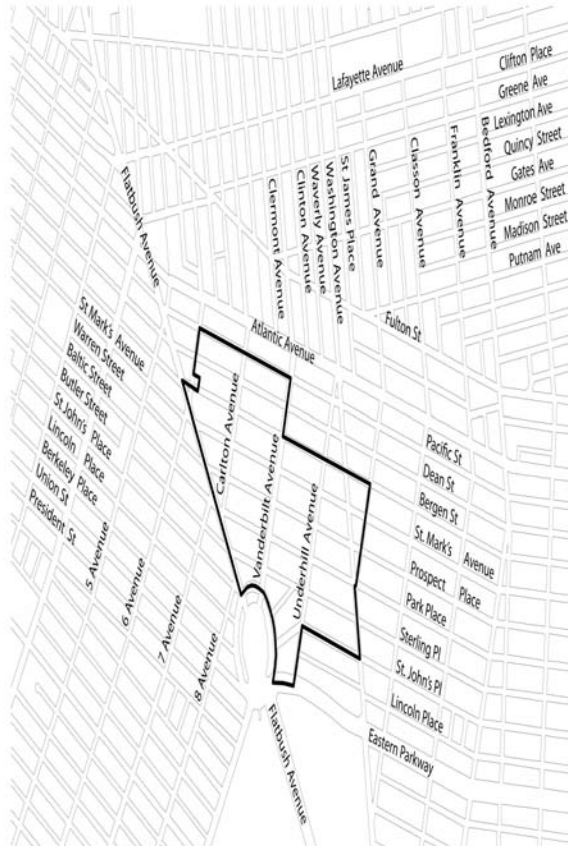 Lafayette Avenue
Clifton Place
Greene Ave
Lexington Ave
Quincy Street
Gates Ave
Monroe Street
Madison Street
Putnam Ave
Bedford Avenue
Franklin Avenue
Classon Avenue
Grand Avenue
St James Place
Washington Avenue
Waverly Avenue
Clinton Avenue
Clermont Avenue
Flatbush Avenue
Fulton St
Atlantic Avenue
St Mark's Avenue
Warren Street
Baltic Street
Butler Street
St John's Place
Lincoln Place
Berkeley Place
Union St
President St
5 Avenue
6 Avenue
7 Avenue
8 Avenue
Carlton Avenue
Vanderbilt Avenue
Underhill Avenue
Pacific St
Dean St
Bergen St
St. Mark's Avenue
Prospect Place
Park Place
Sterling Pl
St. John's Pl
Lincoln Place
Eastern Parkway
Flatbush Avenue